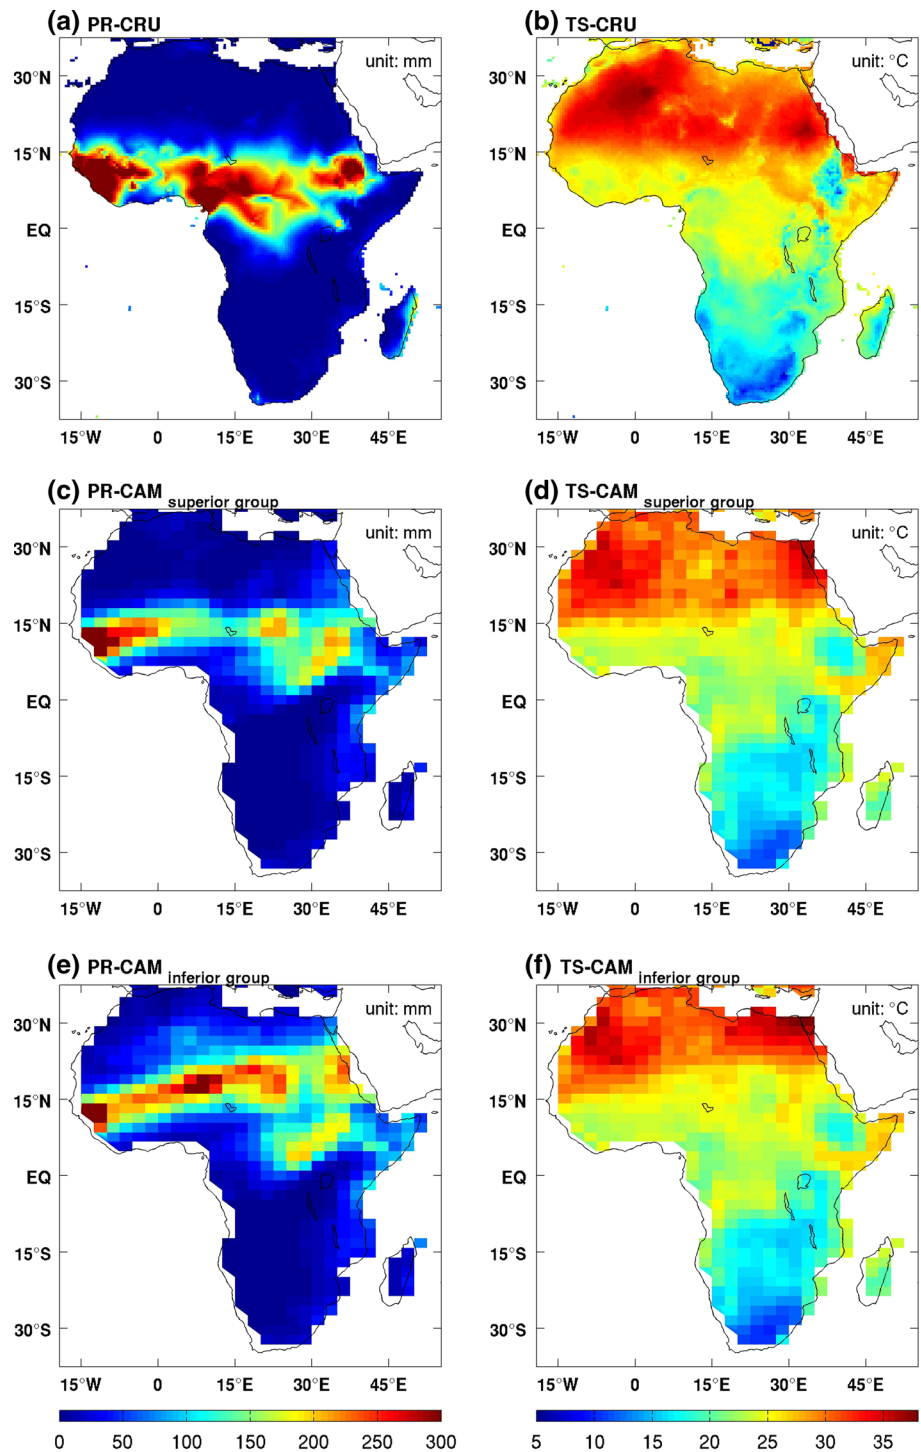 (a) PR-CRU
unit: mm
30°N
15°N
EQ
15°S
30°S
15°W 0 15°E 30°E 45°E
(b) TS-CRU
unit: °C
30°N
15°N
EQ
15°S
30°S
15°W 0 15°E 30°E 45°E
(c) PR-CAM superior group
unit: mm
30°N
15°N
EQ
15°S
30°S
15°W 0 15°E 30°E 45°E
(d) TS-CAM superior group
unit: °C
30°N
15°N
EQ
15°S
30°S
15°W 0 15°E 30°E 45°E
(e) PR-CAM inferior group
unit: mm
30°N
15°N
EQ
15°S
30°S
15°W 0 15°E 30°E 45°E
(f) TS-CAM inferior group
unit: °C
30°N
15°N
EQ
15°S
30°S
15°W 0 15°E 30°E 45°E
0 50 100 150 200 250 300
5 10 15 20 25 30 35